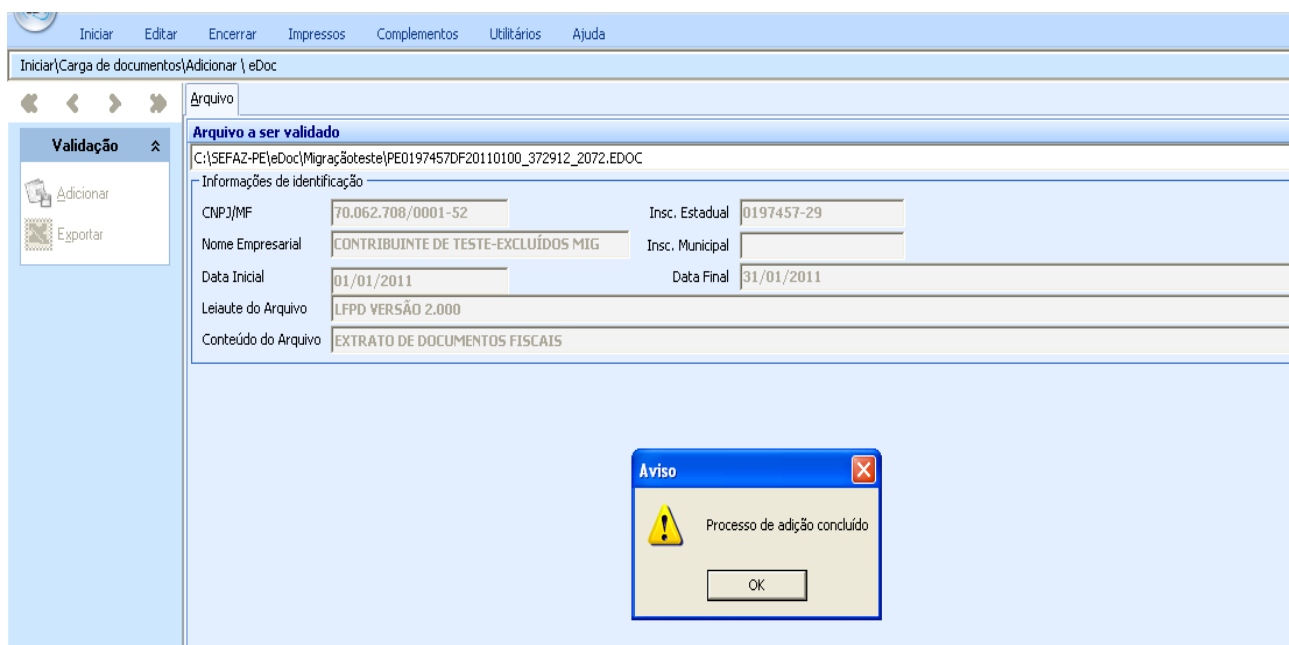 Iniciar Editar Encerrar Impressos Complementos Utilitários Ajuda
Iniciar\Carga de documentos\Adicionar \ eDoc
Arquivo
Validação
Adicionar
Exportar
Arquivo a ser validado
C:\SEFAZ-PE\eDoc\Migraçãoteste\PE0197457DF20110100_372912_2072.EDOC
Informações de identificação
CNPJ/MF 70.062.708/0001-52 Insc. Estadual 0197457-29
Nome Empresarial CONTRIBUINTE DE TESTE-EXCLUÍDOS MIG Insc. Municipal
Data Inicial 01/01/2011 Data Final 31/01/2011
Leiaute do Arquivo LFPD VERSÃO 2.000
Conteúdo do Arquivo EXTRATO DE DOCUMENTOS FISCAIS
Aviso
Processo de adição concluído
OK